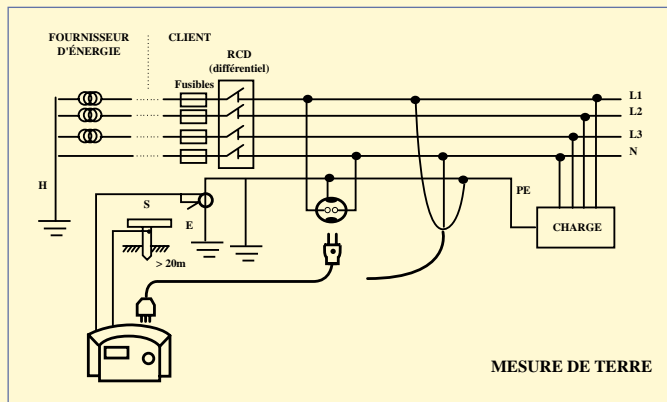 FOURNISSEUR
D'ÉNERGIE
CLIENT
RCD
(différentiel)
Fusibles
L1
L2
L3
N
H
S
E
PE
> 20m
CHARGE
MESURE DE TERRE